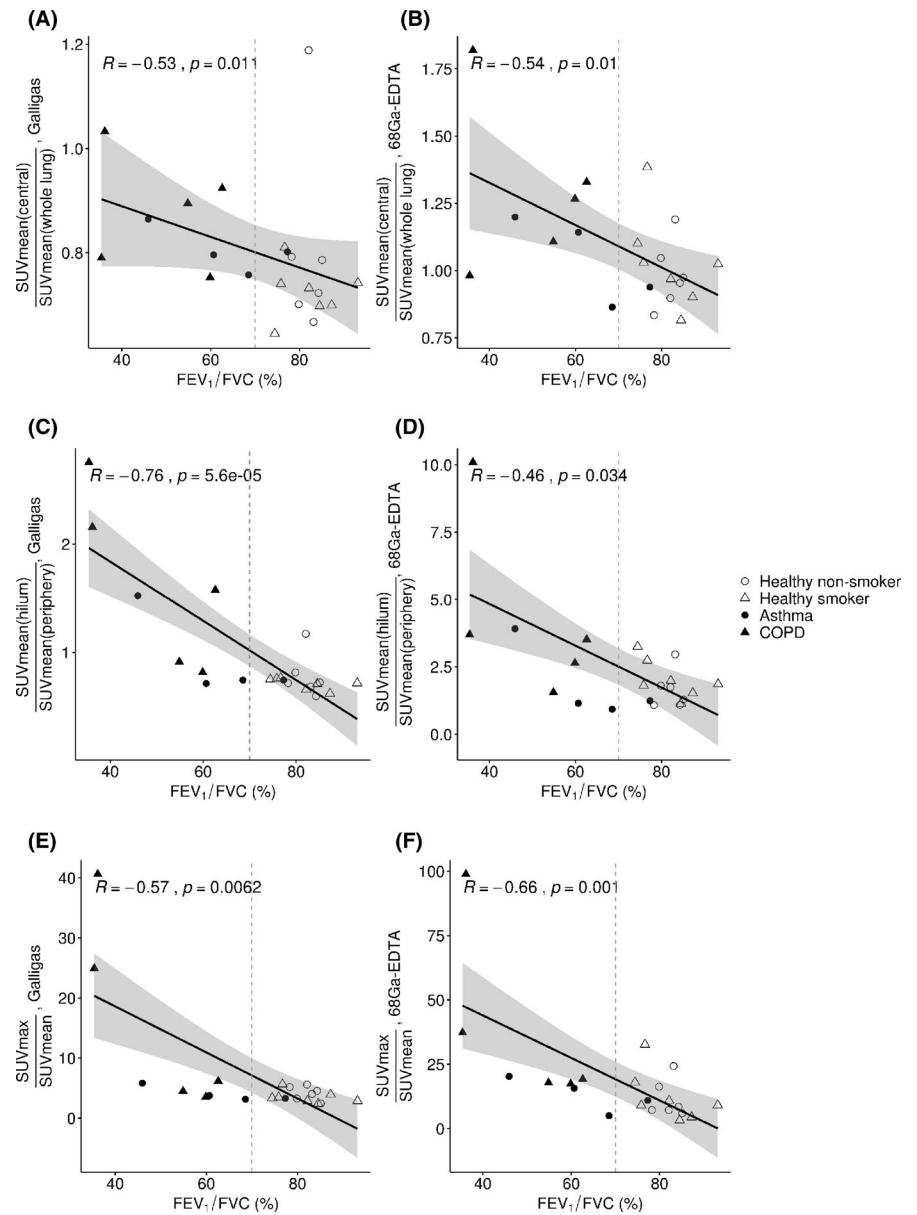 (A)
R = −0.53 , p = 0.011
SUVmean(central)
SUVmean(whole lung)
, Galligas
1.2
1.0
0.8
40 60 80
FEV1/FVC (%)
(B)
R = −0.54 , p = 0.01
SUVmean(central)
SUVmean(whole lung)
, 68Ga-EDTA
1.75
1.50
1.25
1.00
0.75
40 60 80
FEV1/FVC (%)
(C)
R = −0.76 , p = 5.6e-05
SUVmean(hilum)
SUVmean(periphery)
, Galligas
2
1
40 60 80
FEV1/FVC (%)
(D)
R = −0.46 , p = 0.034
SUVmean(hilum)
SUVmean(periphery)
, 68Ga-EDTA
10.0
7.5
5.0
2.5
0.0
40 60 80
FEV1/FVC (%)
Healthy non-smoker
Healthy smoker
Asthma
COPD
(E)
R = −0.57 , p = 0.0062
SUVmax
SUVmean
, Galligas
40
30
20
10
0
40 60 80
FEV1/FVC (%)
(F)
R = −0.66 , p = 0.001
SUVmax
SUVmean
, 68Ga-EDTA
100
75
50
25
0
40 60 80
FEV1/FVC (%)